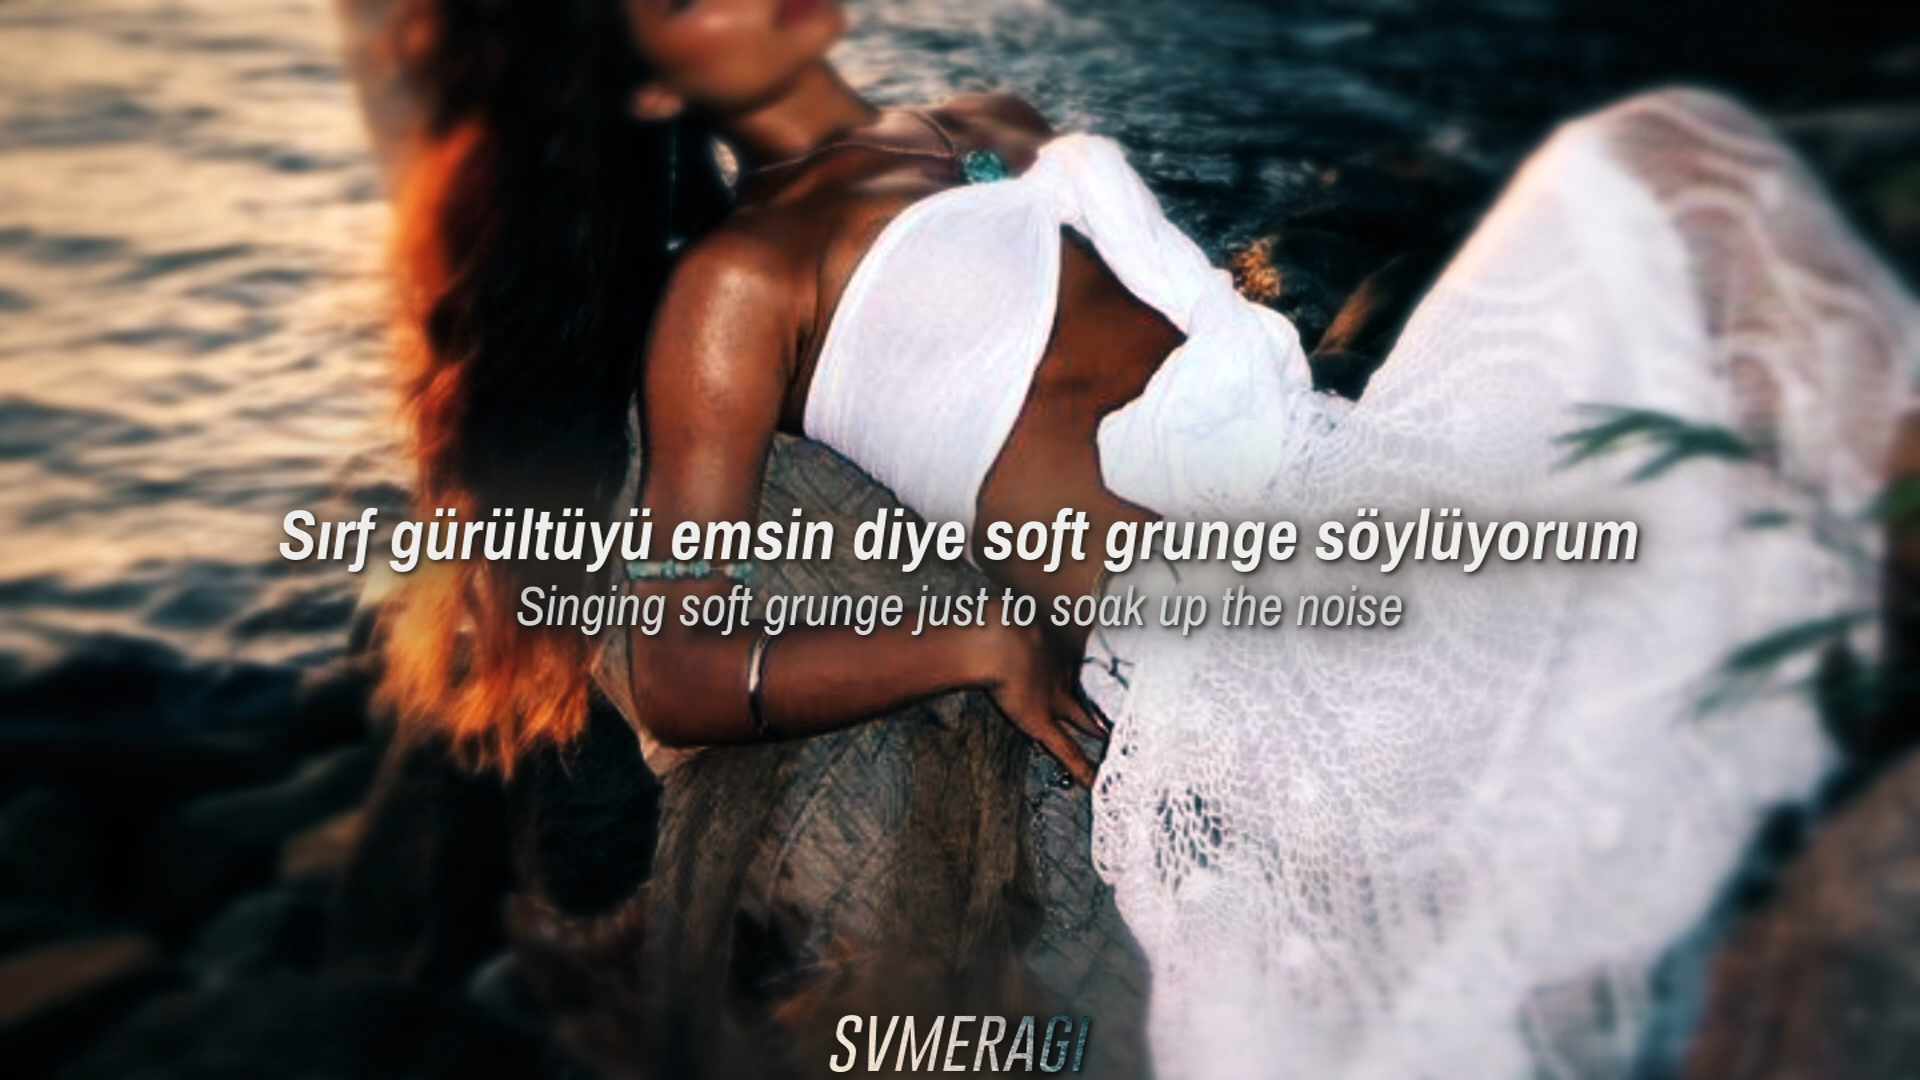 Sırf gürültüyü emsin diye soft grunge söylüyorum
Singing soft grunge just to soak up the noise
SVMERAGI